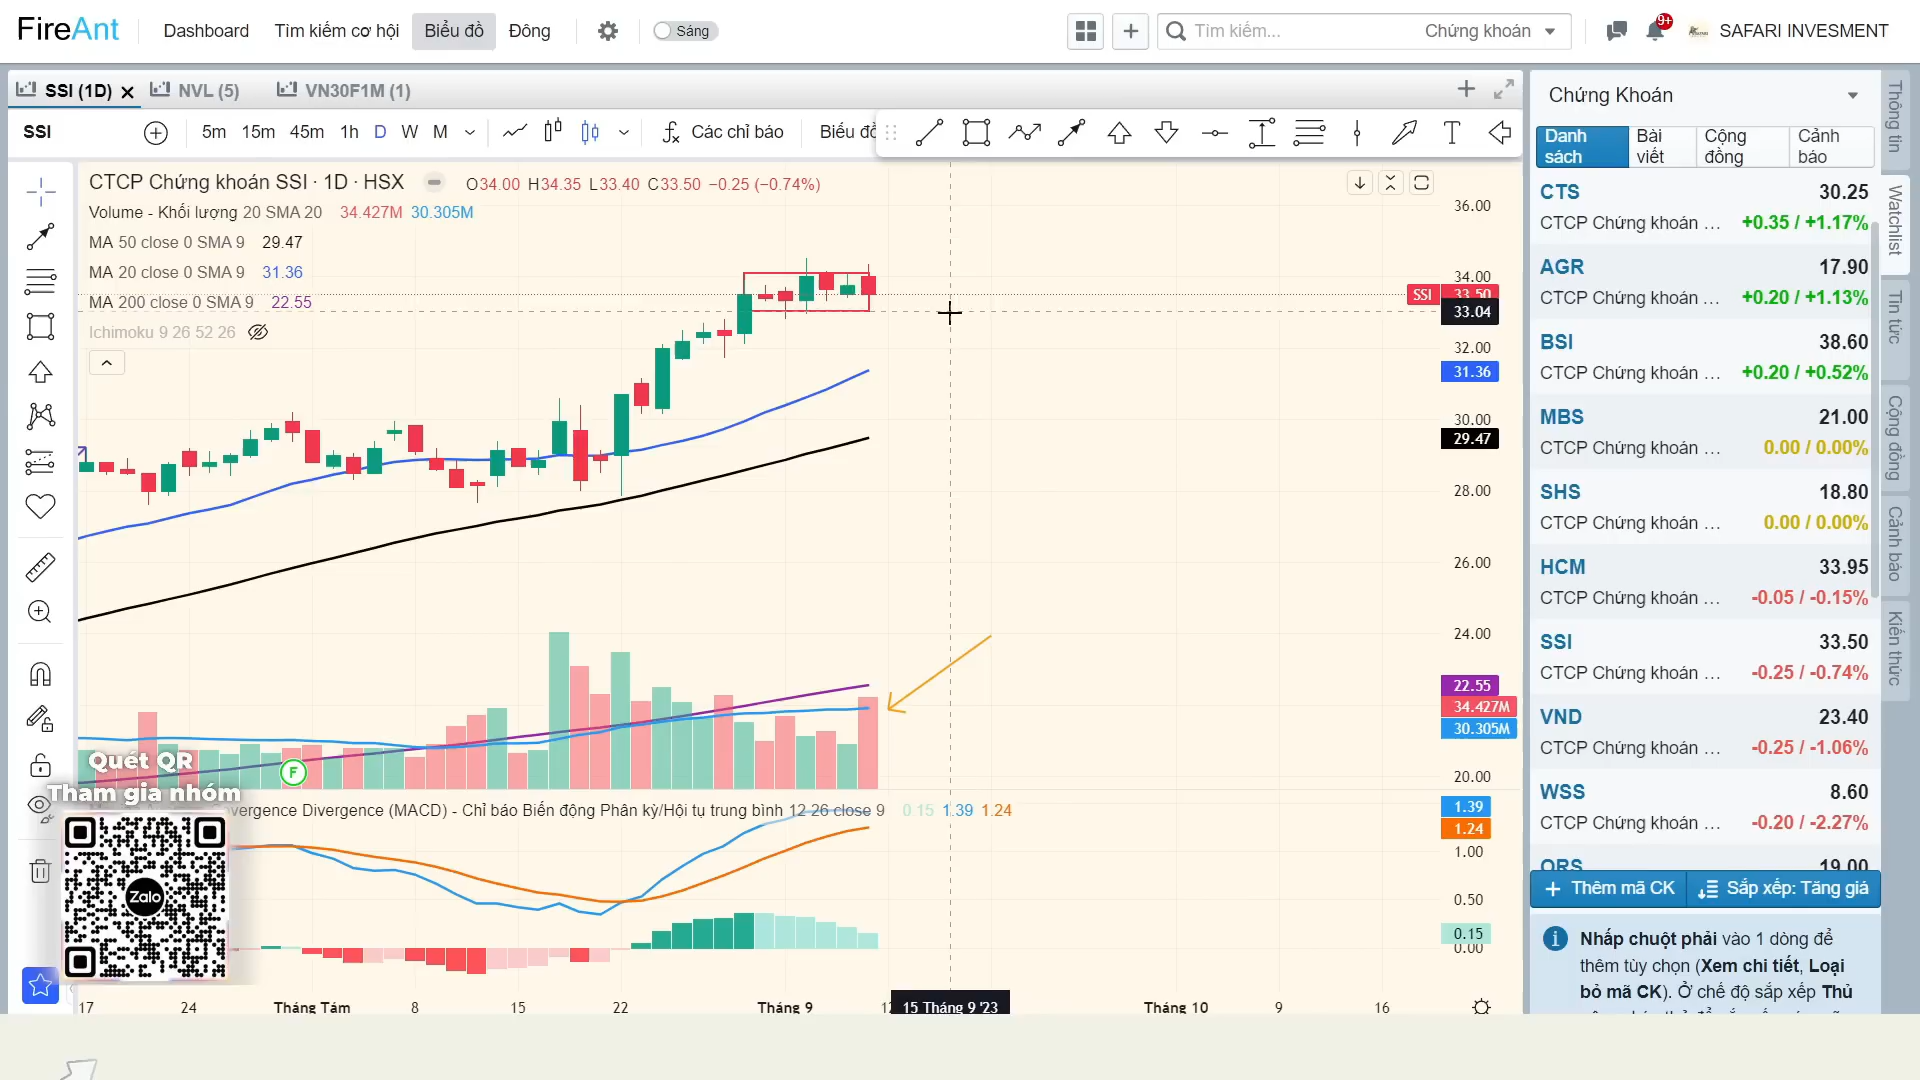 FireAnt
Dashboard
Tìm kiếm cơ hội
Biểu đồ
Đông
Sáng
Tìm kiếm...
Chứng khoán
9+
SAFARI INVESMENT
SSI (1D)
NVL (5)
VN30F1M (1)
SSI
5m 15m 45m 1h D W M
Các chỉ báo
Biểu đồ
CTCP Chứng khoán SSI · 1D · HSX
O34.00 H34.35 L33.40 C33.50 −0.25 (−0.74%)
Volume - Khối lượng 20 SMA 20 34.427M 30.305M
MA 50 close 0 SMA 9 29.47
MA 20 close 0 SMA 9 31.36
MA 200 close 0 SMA 9 22.55
Ichimoku 9 26 52 26
36.00
34.00
SSI 33.50
33.04
32.00
31.36
30.00
29.47
28.00
26.00
24.00
22.55
34.427M
30.305M
20.00
F
Quét QR
Tham gia nhóm
Zalo
vergence Divergence (MACD) - Chỉ báo Biến động Phân kỳ/Hội tụ trung bình 12 26 close 9 0.15 1.39 1.24
1.39
1.24
1.00
0.50
0.15
0.00
17 24 Tháng Tám 8 15 22 Tháng 9 15 Tháng 9 '23 Tháng 10 9 16
Chứng Khoán
Danh sách
Bài viết
Cộng đồng
Cảnh báo
CTS 30.25
CTCP Chứng khoán ... +0.35 / +1.17%
AGR 17.90
CTCP Chứng khoán ... +0.20 / +1.13%
BSI 38.60
CTCP Chứng khoán ... +0.20 / +0.52%
MBS 21.00
CTCP Chứng khoán ... 0.00 / 0.00%
SHS 18.80
CTCP Chứng khoán ... 0.00 / 0.00%
HCM 33.95
CTCP Chứng khoán ... -0.05 / -0.15%
SSI 33.50
CTCP Chứng khoán ... -0.25 / -0.74%
VND 23.40
CTCP Chứng khoán ... -0.25 / -1.06%
WSS 8.60
CTCP Chứng khoán ... -0.20 / -2.27%
ORS 19.00
Thêm mã CK
Sắp xếp: Tăng giá
Nhấp chuột phải vào 1 dòng để
thêm tùy chọn (Xem chi tiết, Loại
bỏ mã CK). Ở chế độ sắp xếp Thủ
Thông tin
Watchlist
Tin tức
Cộng đồng
Cảnh báo
Kiến thức